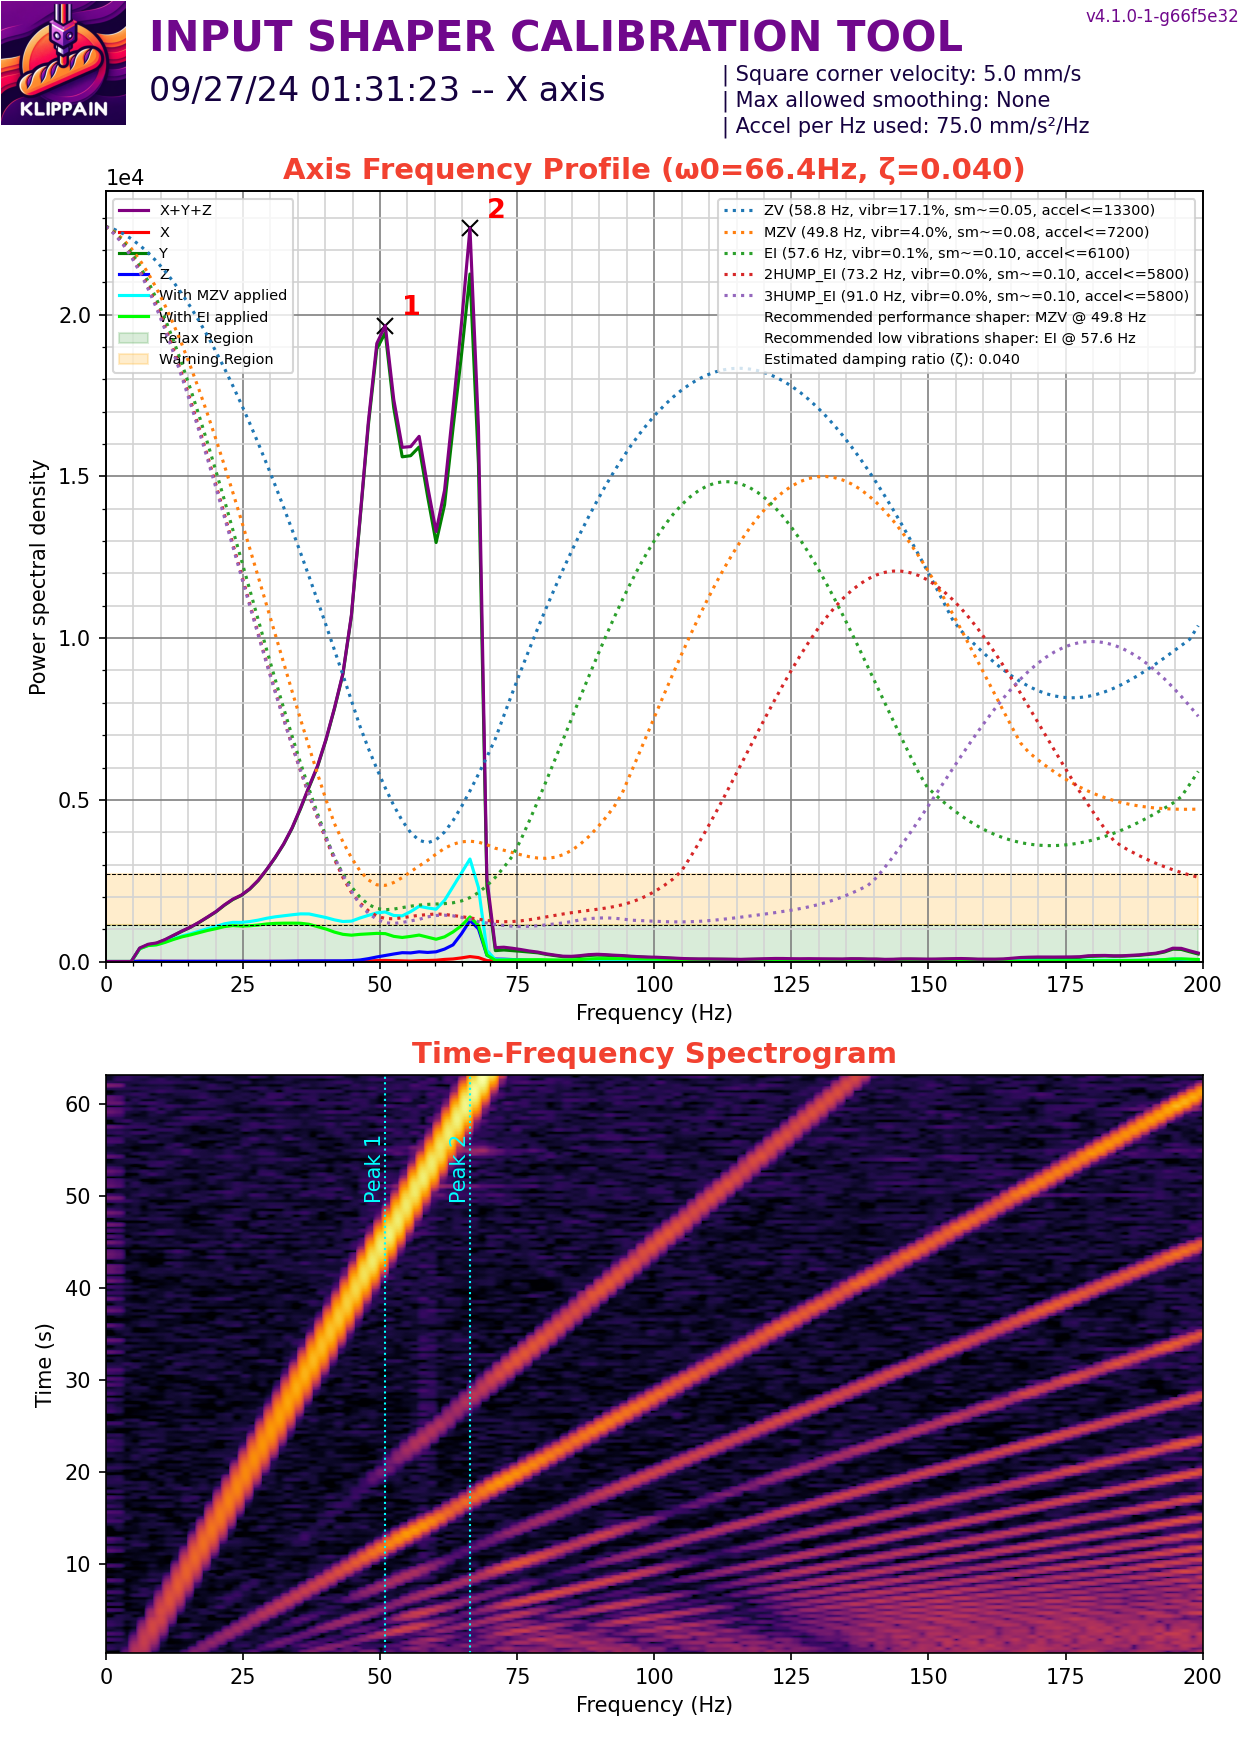 v4.1.0-1-g66f5e32
INPUT SHAPER CALIBRATION TOOL
KLIPPAIN
09/27/24 01:31:23 -- X axis
| Square corner velocity: 5.0 mm/s
| Max allowed smoothing: None
| Accel per Hz used: 75.0 mm/s²/Hz
Axis Frequency Profile (ω0=66.4Hz, ζ=0.040)
1e4
X+Y+Z
X
Y
Z
With MZV applied
With EI applied
Relax Region
Warning Region
ZV (58.8 Hz, vibr=17.1%, sm~=0.05, accel<=13300)
MZV (49.8 Hz, vibr=4.0%, sm~=0.08, accel<=7200)
EI (57.6 Hz, vibr=0.1%, sm~=0.10, accel<=6100)
2HUMP_EI (73.2 Hz, vibr=0.0%, sm~=0.10, accel<=5800)
3HUMP_EI (91.0 Hz, vibr=0.0%, sm~=0.10, accel<=5800)
Recommended performance shaper: MZV @ 49.8 Hz
Recommended low vibrations shaper: EI @ 57.6 Hz
Estimated damping ratio (ζ): 0.040
1
2
Power spectral density
2.0
1.5
1.0
0.5
0.0
0 25 50 75 100 125 150 175 200
Frequency (Hz)
Time-Frequency Spectrogram
Time (s)
60
50
40
30
20
10
Peak 1
Peak 2
0 25 50 75 100 125 150 175 200
Frequency (Hz)